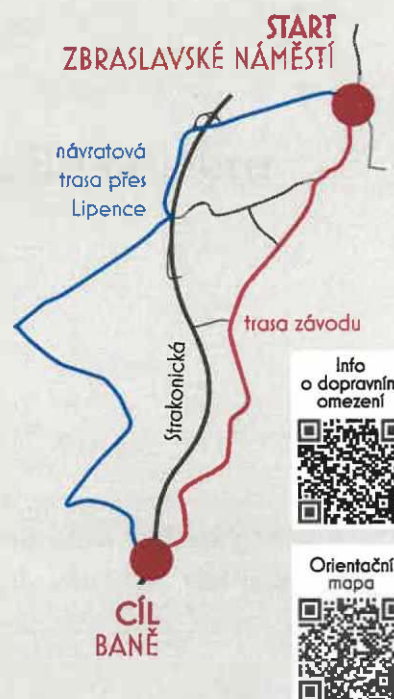 START
ZBRASLAVSKÉ NÁMĚSTÍ
návratová
trasa přes
Lipence
trasa závodu
Strakonická
Info
o dopravním
omezení
Orientační
mapa
CÍL
BANĚ